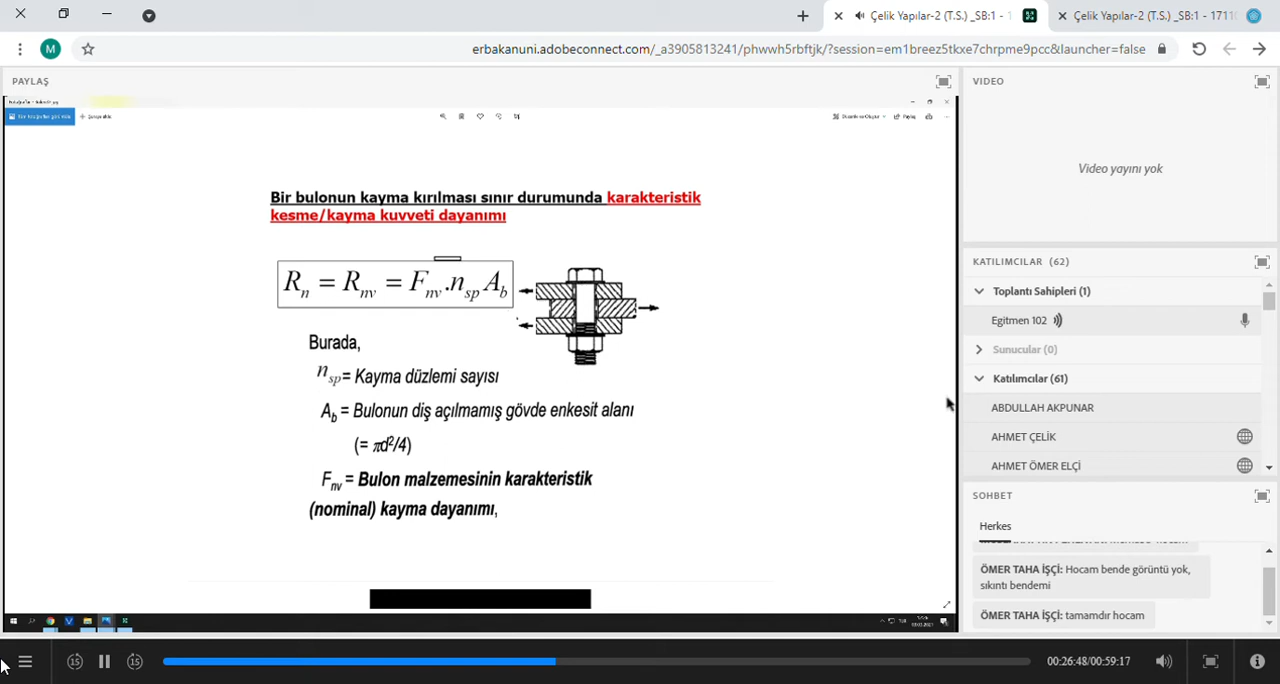 Çelik Yapılar-2 (T.S.) _SB:1 - 1
Çelik Yapılar-2 (T.S.) _SB:1 - 1711
M
erbakanuni.adobeconnect.com/_a3905813241/phwwh5rbftjk/?session=em1breez5tkxe7chrpme9pcc&launcher=false
PAYLAŞ
Paylaş
Bir bulonun kayma kırılması sınır durumunda karakteristik
kesme/kayma kuvveti dayanımı
Rn = Rnv = Fnv.nsp Ab
Burada,
nsp= Kayma düzlemi sayısı
Ab = Bulonun diş açılmamış gövde enkesit alanı
(= πd²/4)
Fnv = Bulon malzemesinin karakteristik
(nominal) kayma dayanımı,
VIDEO
Video yayını yok
KATILIMCILAR (62)
Toplantı Sahipleri (1)
Egitmen 102
Sunucular (0)
Katılımcılar (61)
ABDULLAH AKPUNAR
AHMET ÇELİK
AHMET ÖMER ELÇİ
SOHBET
Herkes
ÖMER TAHA İŞÇİ: Hocam bende görüntü yok,
sıkıntı bendemi
ÖMER TAHA İŞÇİ: tamamdır hocam
15
15
00:26:48/00:59:17